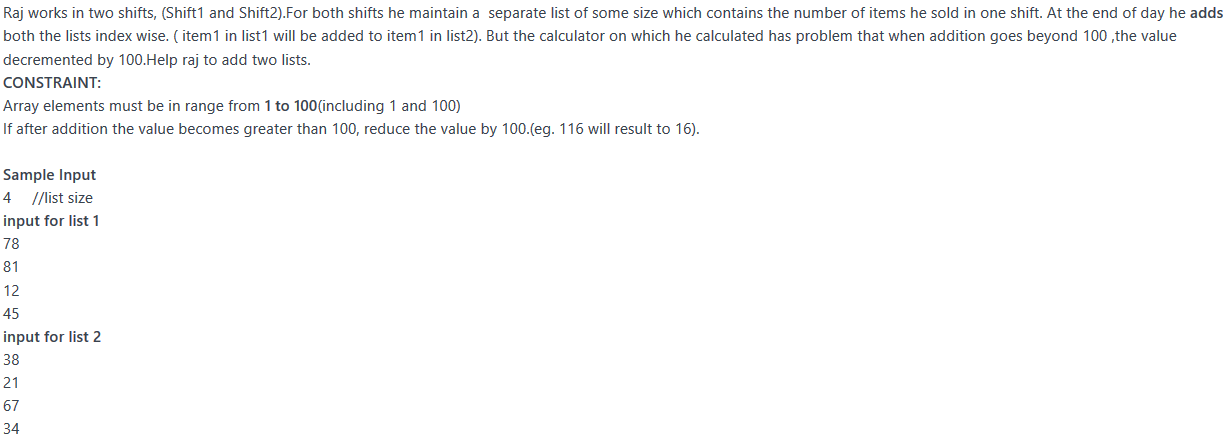 Raj works in two shifts, (Shift1 and Shift2).For both shifts he maintain a  separate list of some size which contains the number of items he sold in one shift. At the end of day he adds
both the lists index wise. ( item1 in list1 will be added to item1 in list2). But the calculator on which he calculated has problem that when addition goes beyond 100 ,the value
decremented by 100.Help raj to add two lists.
CONSTRAINT:
Array elements must be in range from 1 to 100(including 1 and 100)
If after addition the value becomes greater than 100, reduce the value by 100.(eg. 116 will result to 16).
Sample Input
4    //list size
input for list 1
78
81
12
45
input for list 2
38
21
67
34